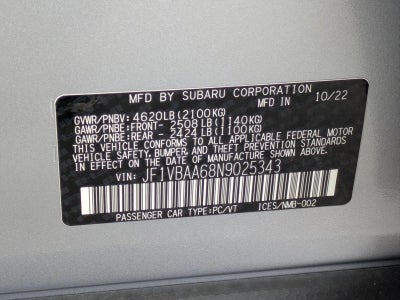 MFD BY SUBARU CORPORATION 10/22
GVWR/PNBV: 4620LB(2100KG)
GAWR/PNBE:FRONT- 2508LB(1140KG)
GAWR/PNBE:REAR - 2424LB(1100KG)
THIS VEHICLE CONFORMS TO ALL APPLICABLE FEDERAL MOTOR
VEHICLE SAFETY,BUMPER, AND THEFT PREVENTION STANDARDS
IN EFFECT ON THE DATE OF MANUFACTURE SHOWN ABOVE.
VIN: JF1VBAA68N9025343
PASSENGER CAR TYPE:PC/VT ICES/NMB-002